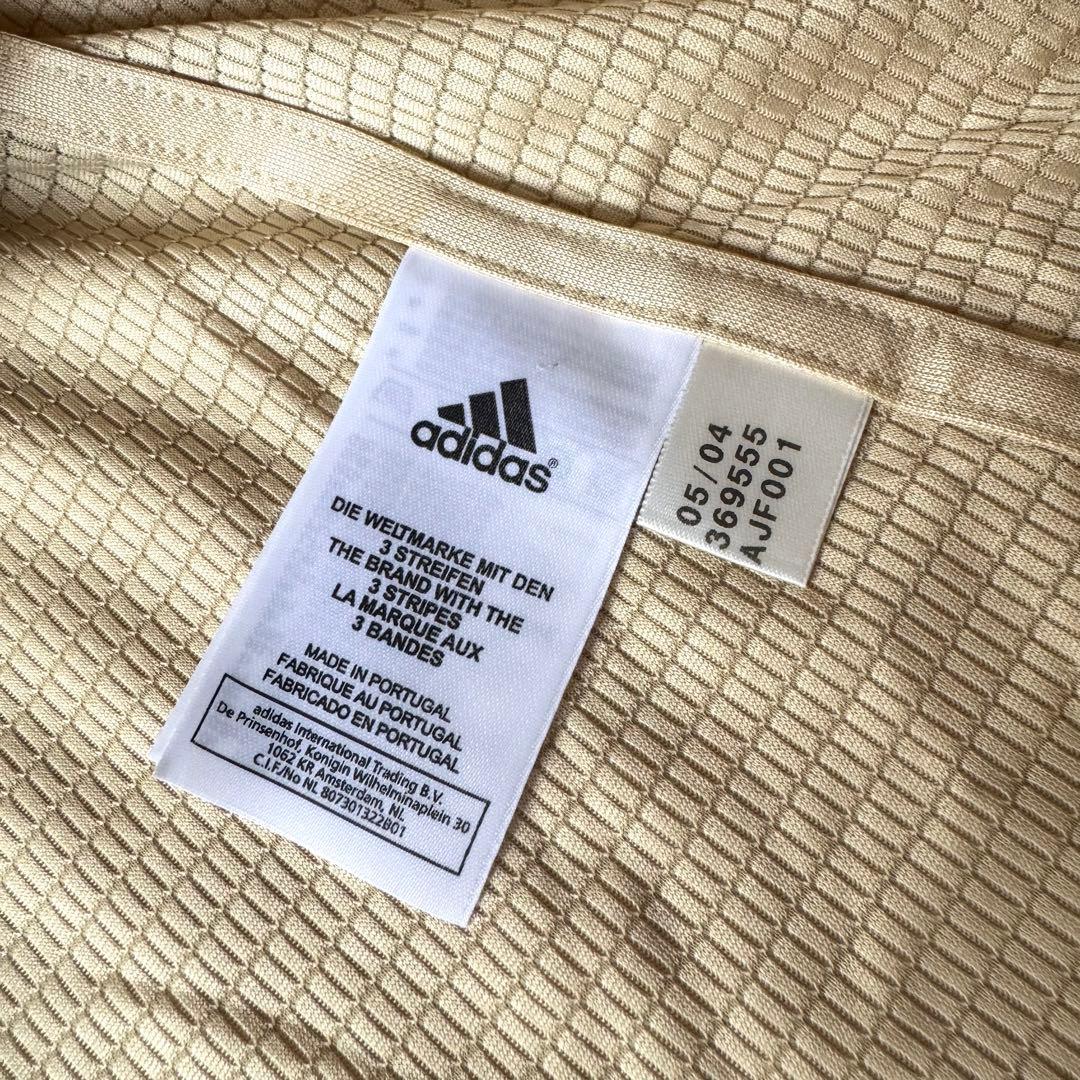 adidas®
DIE WELTMARKE MIT DEN
3 STREIFEN
THE BRAND WITH THE
3 STRIPES
LA MARQUE AUX
3 BANDES
MADE IN PORTUGAL
FABRIQUE AU PORTUGAL
FABRICADO EN PORTUGAL
adidas International Trading B.V.
De Prinsenhof, Konigin Wilhelminaplein 30
1062 KR Amsterdam, NL
C.I.F./No NL 807301322B01
05/04
369555
AJF001